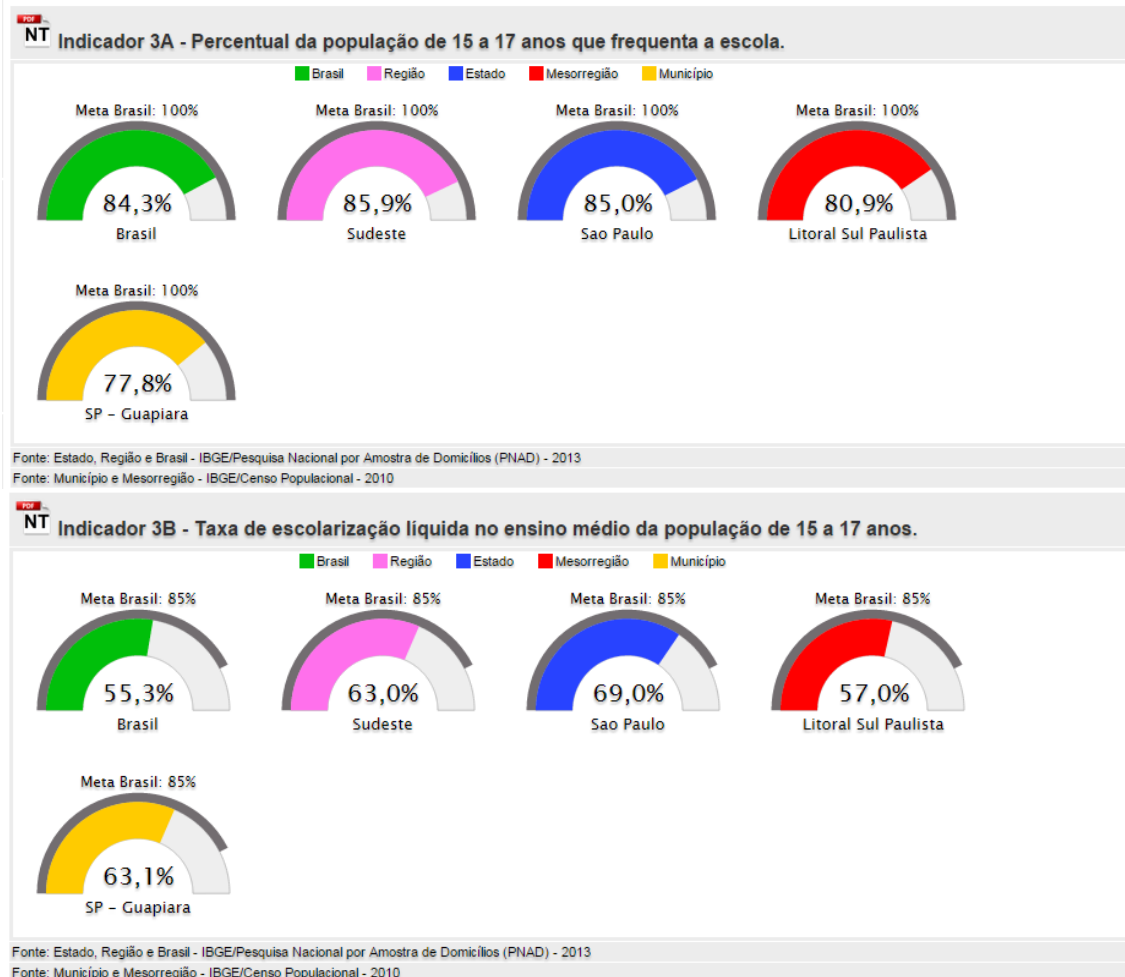 PDF
NT Indicador 3A - Percentual da população de 15 a 17 anos que frequenta a escola.
Brasil Região Estado Mesorregião Município
Meta Brasil: 100% Meta Brasil: 100% Meta Brasil: 100% Meta Brasil: 100%
84,3% 85,9% 85,0% 80,9%
Brasil Sudeste Sao Paulo Litoral Sul Paulista
Meta Brasil: 100%
77,8%
SP - Guapiara
Fonte: Estado, Região e Brasil - IBGE/Pesquisa Nacional por Amostra de Domicílios (PNAD) - 2013
Fonte: Município e Mesorregião - IBGE/Censo Populacional - 2010
PDF
NT Indicador 3B - Taxa de escolarização líquida no ensino médio da população de 15 a 17 anos.
Brasil Região Estado Mesorregião Município
Meta Brasil: 85% Meta Brasil: 85% Meta Brasil: 85% Meta Brasil: 85%
55,3% 63,0% 69,0% 57,0%
Brasil Sudeste Sao Paulo Litoral Sul Paulista
Meta Brasil: 85%
63,1%
SP - Guapiara
Fonte: Estado, Região e Brasil - IBGE/Pesquisa Nacional por Amostra de Domicílios (PNAD) - 2013
Fonte: Município e Mesorregião - IBGE/Censo Populacional - 2010